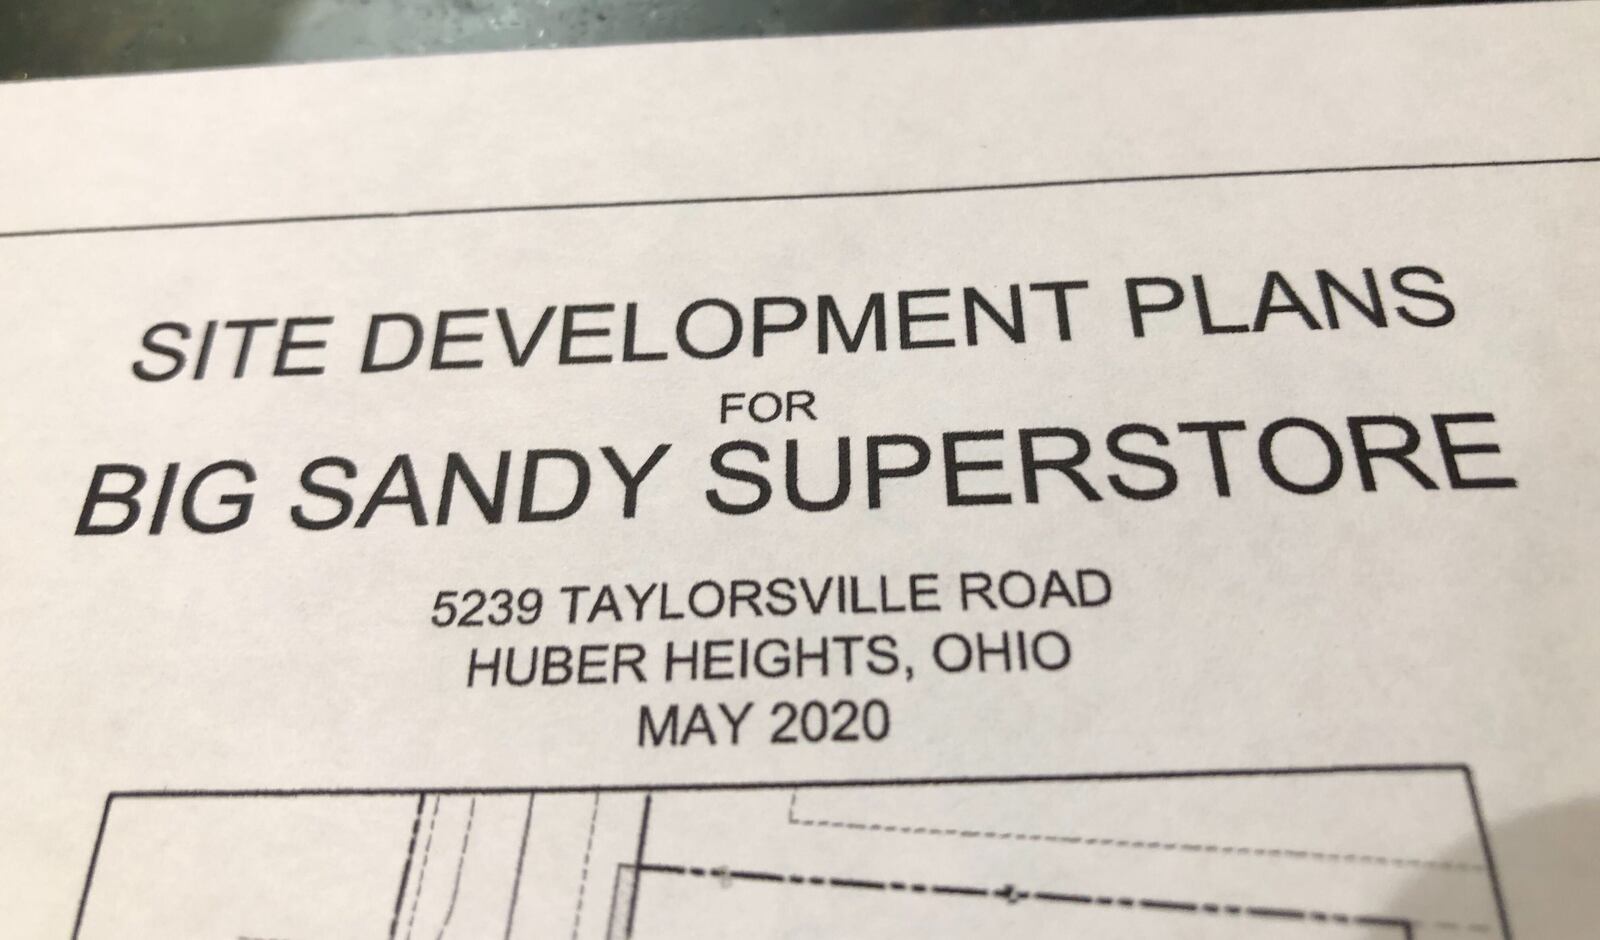 SITE DEVELOPMENT PLANS
FOR
BIG SANDY SUPERSTORE
5239 TAYLORSVILLE ROAD
HUBER HEIGHTS, OHIO
MAY 2020